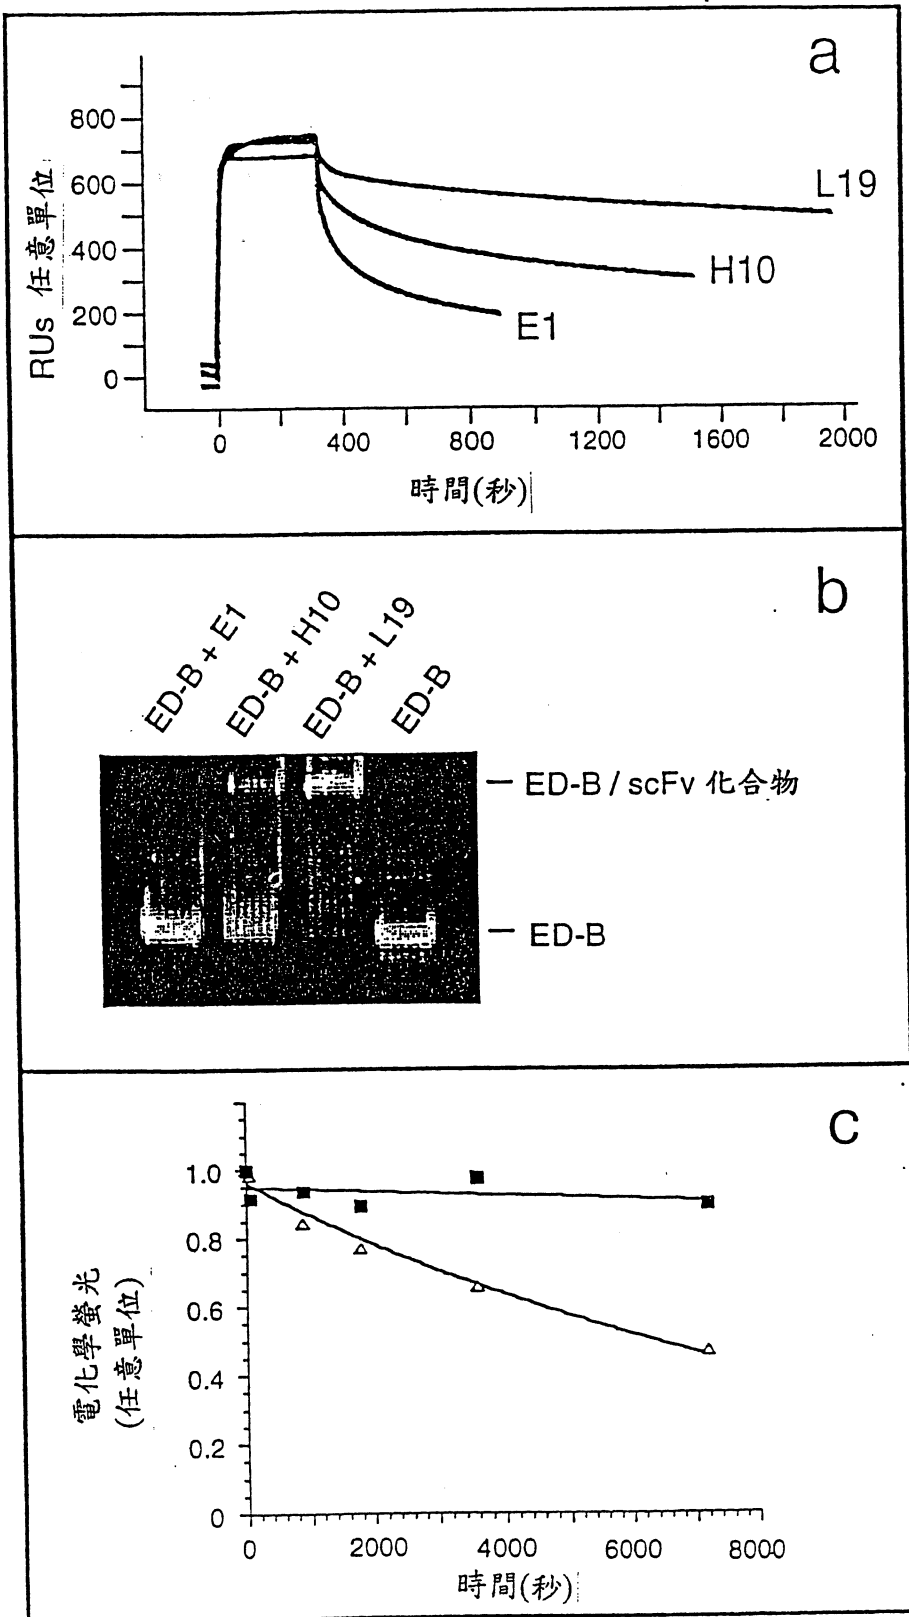 a
800
600
400
200
0
RUs 任意單位
L19
H10
E1
0 400 800 1200 1600 2000
時間(秒)
b
ED-B + E1
ED-B + H10
ED-B + L19
ED-B
ED-B / scFv 化合物
ED-B
c
1.0
0.8
0.6
0.4
0.2
0
電化學螢光
(任意單位)
0 2000 4000 6000 8000
時間(秒)